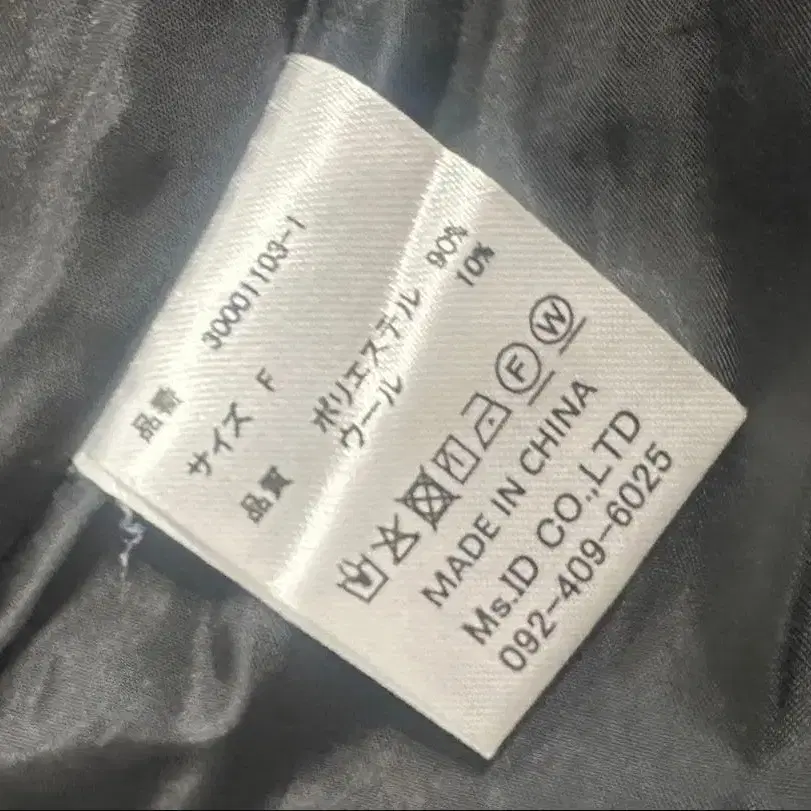 品番 30001103-1
サイズ F
品質 ポリエステル 90%
ウール 10%
F W
MADE IN CHINA
Ms.ID CO.,LTD
092-409-6025